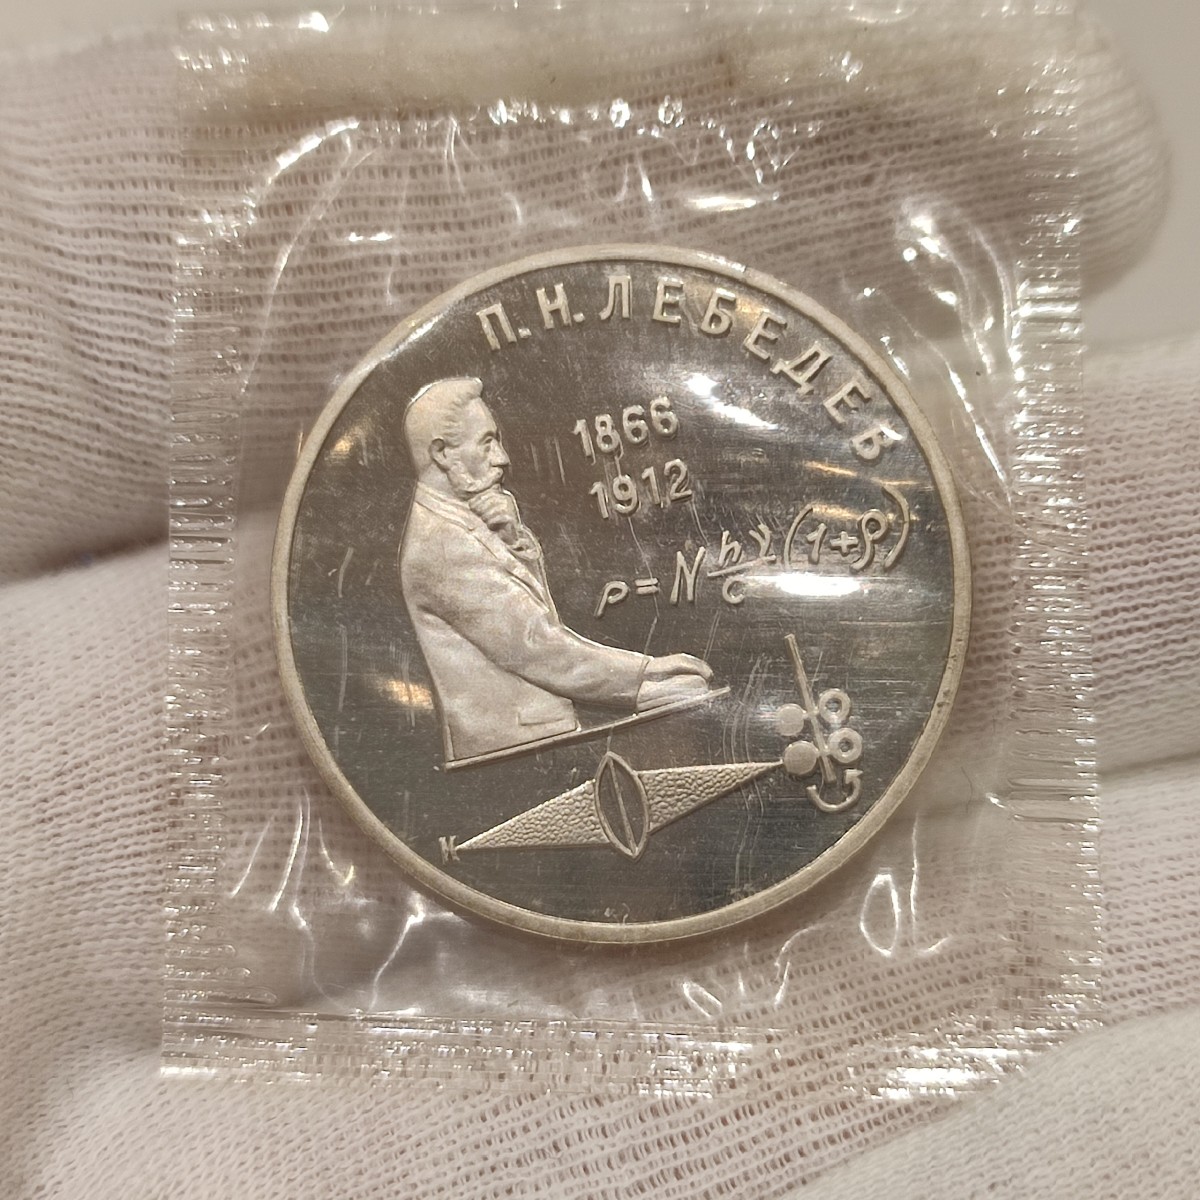 П.Н.ЛЕБЕДЕВ
1866
1912
p=N hν/c (1+ρ)
И